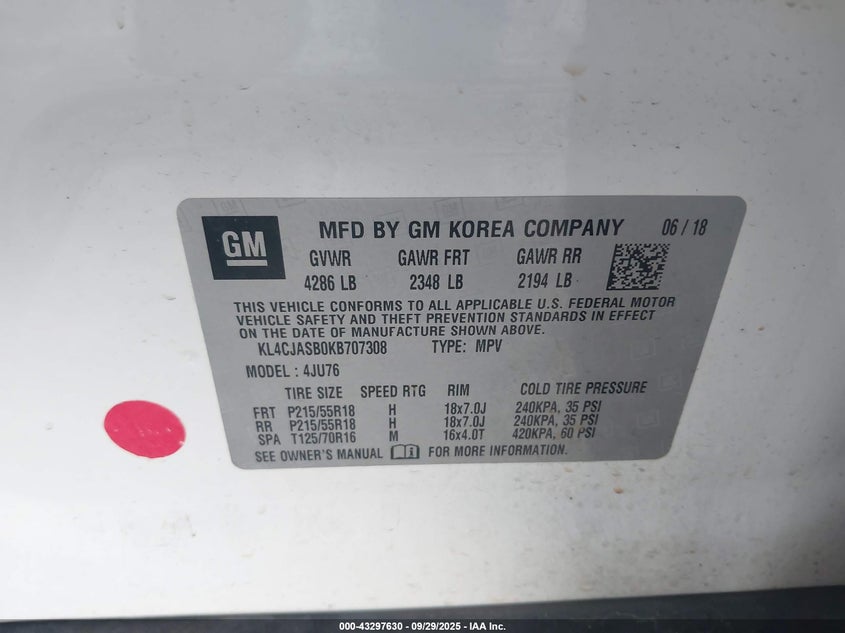 GM
MFD BY GM KOREA COMPANY 06 / 18
GVWR GAWR FRT GAWR RR
4286 LB 2348 LB 2194 LB
THIS VEHICLE CONFORMS TO ALL APPLICABLE U.S. FEDERAL MOTOR
VEHICLE SAFETY AND THEFT PREVENTION STANDARDS IN EFFECT
ON THE DATE OF MANUFACTURE SHOWN ABOVE.
KL4CJASB0KB707308 TYPE: MPV
MODEL : 4JU76
TIRE SIZE SPEED RTG RIM COLD TIRE PRESSURE
FRT P215/55R18 H 18x7.0J 240KPA, 35 PSI
RR P215/55R18 H 18x7.0J 240KPA, 35 PSI
SPA T125/70R16 M 16x4.0T 420KPA, 60 PSI
SEE OWNER'S MANUAL FOR MORE INFORMATION.
000-43297630 - 09/29/2025 - IAA Inc.